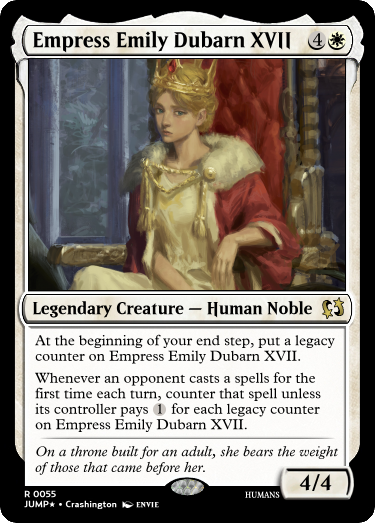 Empress Emily Dubarn XVII 4
Legendary Creature — Human Noble
At the beginning of your end step, put a legacy
counter on Empress Emily Dubarn XVII.
Whenever an opponent casts a spells for the
first time each turn, counter that spell unless
its controller pays 1 for each legacy counter
on Empress Emily Dubarn XVII.
On a throne built for an adult, she bears the weight
of those that came before her.
4/4
R 0055
HUMANS
JUMP★ • Crashington ENVIE